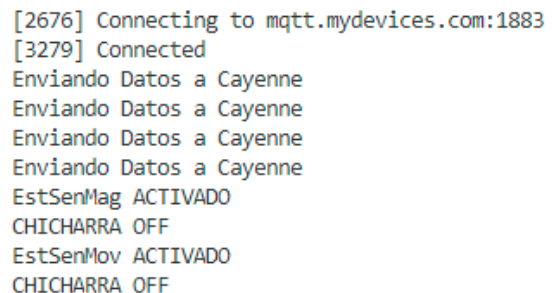 [2676] Connecting to mqtt.mydevices.com:1883
[3279] Connected
Enviando Datos a Cayenne
Enviando Datos a Cayenne
Enviando Datos a Cayenne
Enviando Datos a Cayenne
EstSenMag ACTIVADO
CHICHARRA OFF
EstSenMov ACTIVADO
CHICHARRA OFF